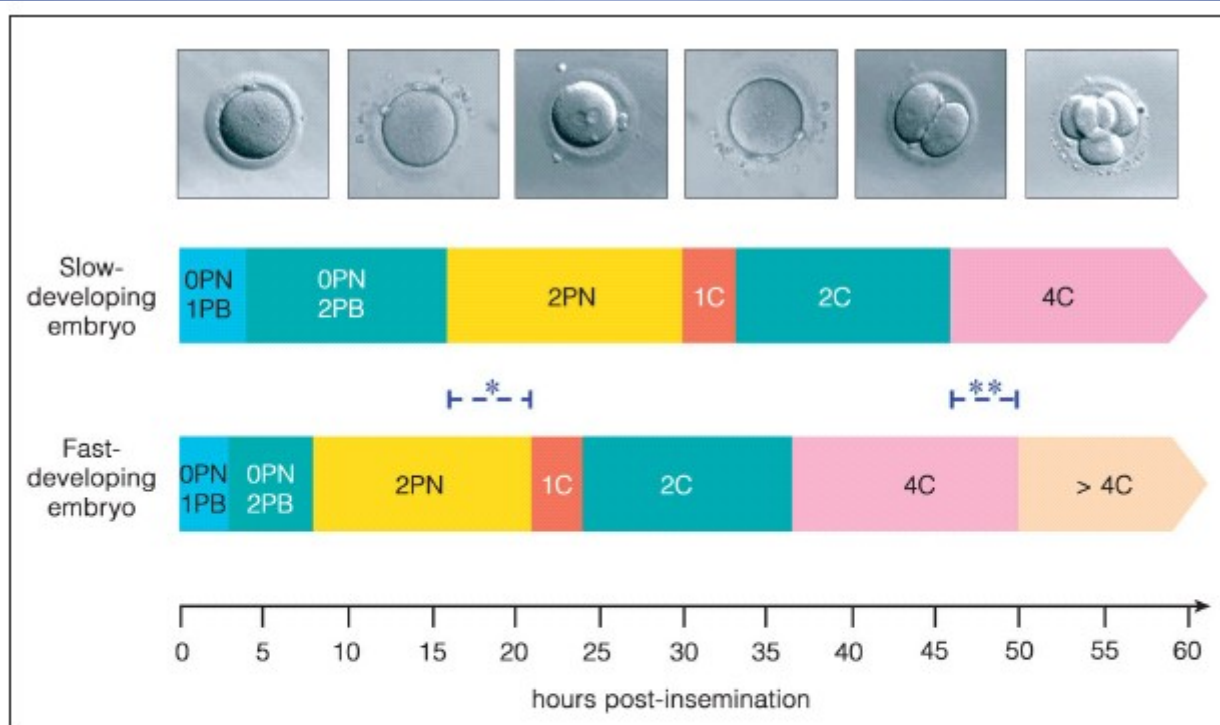 Slow-
developing
embryo
0PN
1PB
0PN
2PB
2PN
1C
2C
4C
*
**
Fast-
developing
embryo
0PN
1PB
0PN
2PB
2PN
1C
2C
4C
> 4C
0 5 10 15 20 25 30 35 40 45 50 55 60
hours post-insemination